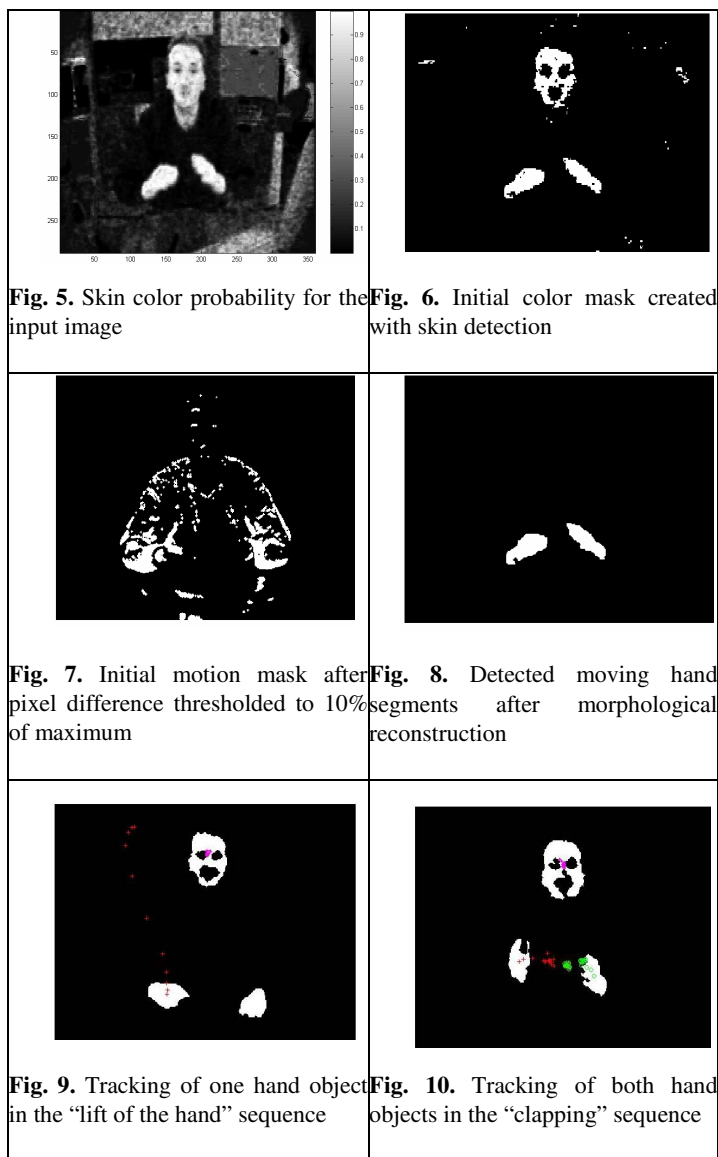 50
100
150
200
250
50 100 150 200 250 300 350
0.9
0.8
0.7
0.6
0.5
0.4
0.3
0.2
0.1
Fig. 5. Skin color probability for the
input image
Fig. 6. Initial color mask created
with skin detection
Fig. 7. Initial motion mask after
pixel difference thresholded to 10%
of maximum
Fig. 8. Detected moving hand
segments after morphological
reconstruction
Fig. 9. Tracking of one hand object
in the “lift of the hand” sequence
Fig. 10. Tracking of both hand
objects in the “clapping” sequence